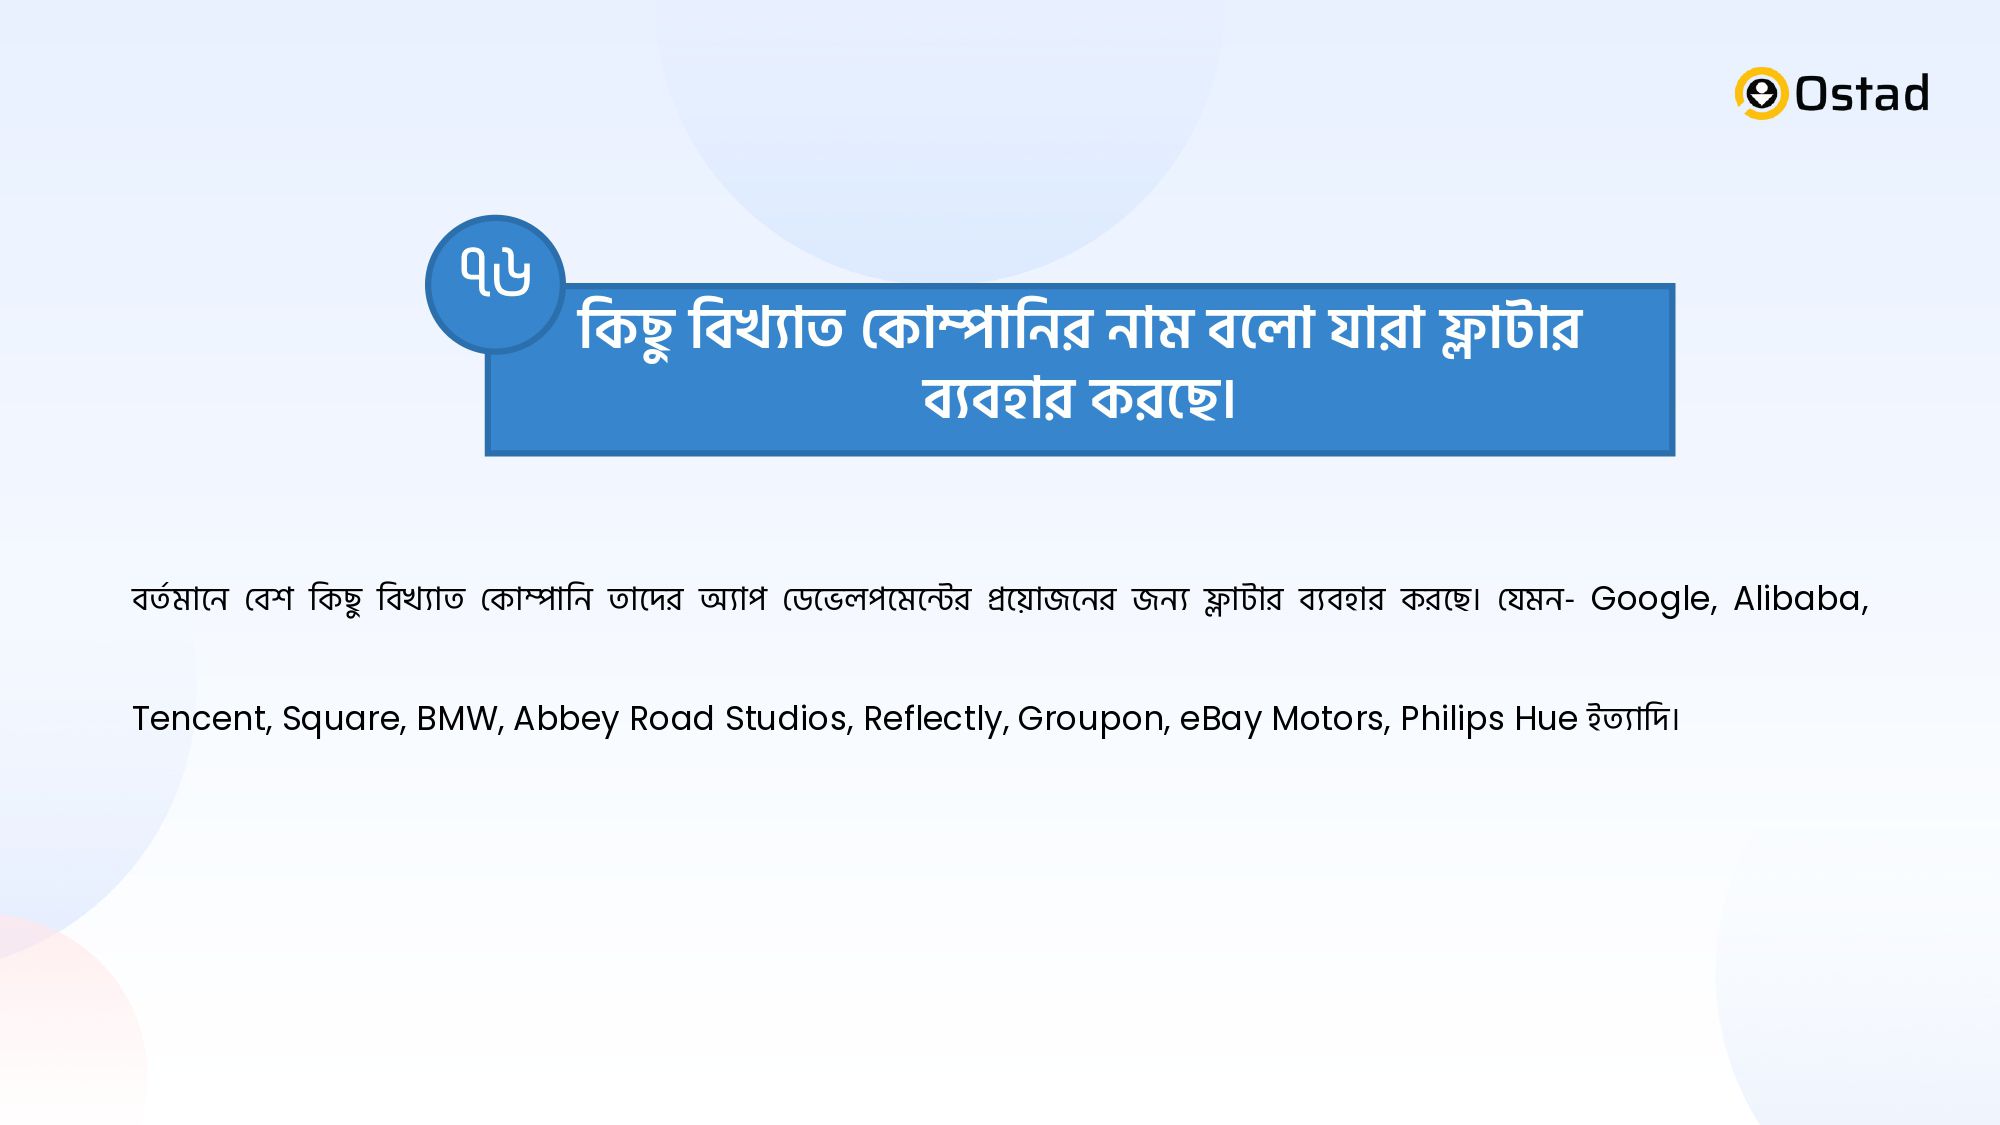 Ostad
৭৬
কিছু বিখ্যাত কোম্পানির নাম বলো যারা ফ্লাটার
ব্যবহার করছে।
বর্তমানে বেশ কিছু বিখ্যাত কোম্পানি তাদের অ্যাপ ডেভেলপমেন্টের প্রয়োজনের জন্য ফ্লাটার ব্যবহার করছে। যেমন- Google, Alibaba,
Tencent, Square, BMW, Abbey Road Studios, Reflectly, Groupon, eBay Motors, Philips Hue ইত্যাদি।